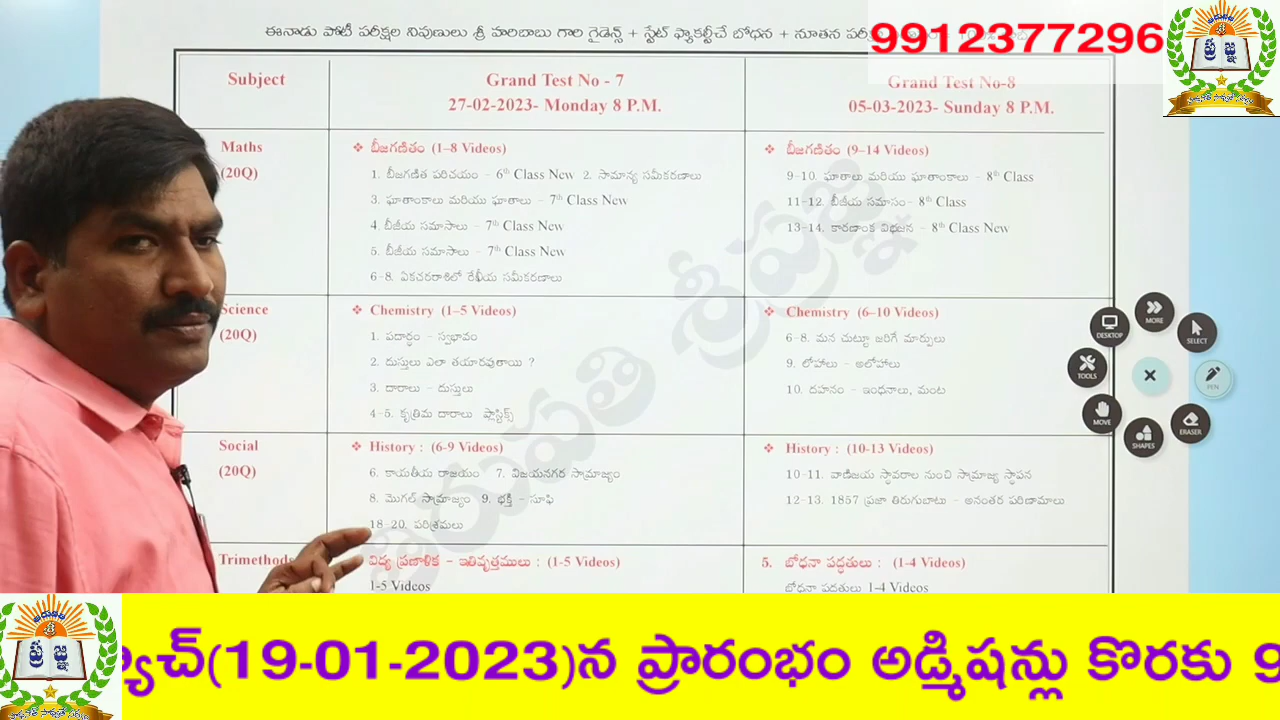 ఈనాడు పోటీ పరీక్షల నిపుణులు శ్రీ హరిబాబు గారి గైడెన్స్ + స్టేట్ ఫ్యాకల్టీచే బోధన + నూతన
9912377296
Subject
Grand Test No - 7
27-02-2023- Monday 8 P.M.
Grand Test No-8
05-03-2023- Sunday 8 P.M.
Maths
(20Q)
❖ బీజగణితం (1–8 Videos)
1. బీజగణిత పరిచయం - 6th Class New 2. సామాన్య సమీకరణాలు
3. ఘాతాంకాలు మరియు ఘాతాలు - 7th Class New
4. బీజీయ సమాసాలు - 7th Class New
5. బీజీయ సమాసాలు - 7th Class New
6-8. ఏకచరరాశిలో రేఖీయ సమీకరణాలు
❖ బీజగణితం (9–14 Videos)
9-10. ఘాతాలు మరియు ఘాతాంకాలు - 8th Class
11-12. బీజీయ సమాసం- 8th Class
13-14. కారణాంక విభజన - 8th Class New
Science
(20Q)
❖ Chemistry (1–5 Videos)
1. పదార్థం - స్వభావం
2. దుస్తులు ఎలా తయారవుతాయి ?
3. దారాలు - దుస్తులు
4-5. కృత్రిమ దారాలు ప్లాస్టిక్స్
❖ Chemistry (6–10 Videos)
6-8. మన చుట్టూ జరిగే మార్పులు
9. లోహాలు - అలోహాలు
10. దహనం - ఇంధనాలు, మంట
Social
(20Q)
❖ History : (6-9 Videos)
6. కాయతీయ రాజయం 7. విజయనగర సామ్రాజ్యం
8. మొగల్ సామ్రాజ్యం 9. భక్తి - సూఫి
18-20. పరిశ్రమలు
❖ History : (10-13 Videos)
10-11. వాణిజయ స్థావరాల నుంచి సామ్రాజ్య స్థాపన
12-13. 1857 ప్రజా తిరుగుబాటు - అనంతర పరిణామాలు
Trimethods
విద్య ప్రణాళిక - ఇతివృత్తములు : (1-5 Videos)
1-5 Videos
5. బోధనా పద్ధతులు : (1-4 Videos)
బోధనా పద్ధతులు 1-4 Videos
MORE
DESKTOP
SELECT
TOOLS
PEN
MOVE
ERASER
SHAPES
ప్రజ్ఞ
ప్రజ్ఞ
్యాచ్(19-01-2023)న ప్రారంభం అడ్మిషన్లు కొరకు 9